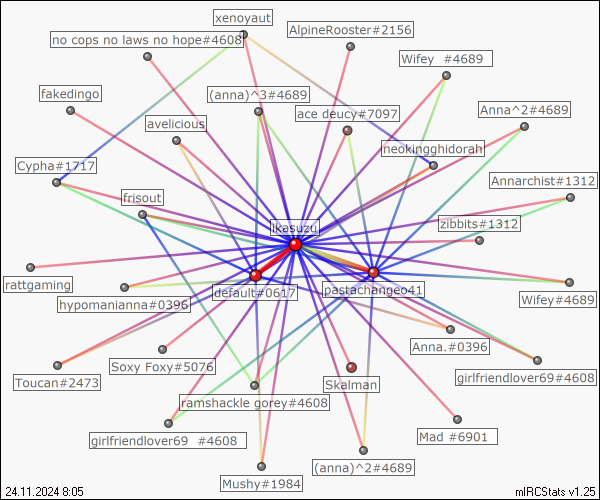 xenoyaut
AlpineRooster#2156
no cops no laws no hope#4608
Wifey  #4689
fakedingo
(anna)^3#4689
ace deucy#7097
Anna^2#4689
avelicious
neokingghidorah
Cypha#1717
Annarchist#1312
frisout
zibbits#1312
ikasuzu
rattgaming
default#0617
pastachange041
hypomanianna#0396
Wifey#4689
Anna.#0396
Soxy Foxy#5076
Toucan#2473
Skalman
girlfriendlover69#4608
ramshackle gorey#4608
girlfriendlover69  #4608
Mad #6901
Mushy#1984
(anna)^2#4689
24.11.2024 8:05
mIRCStats v1.25